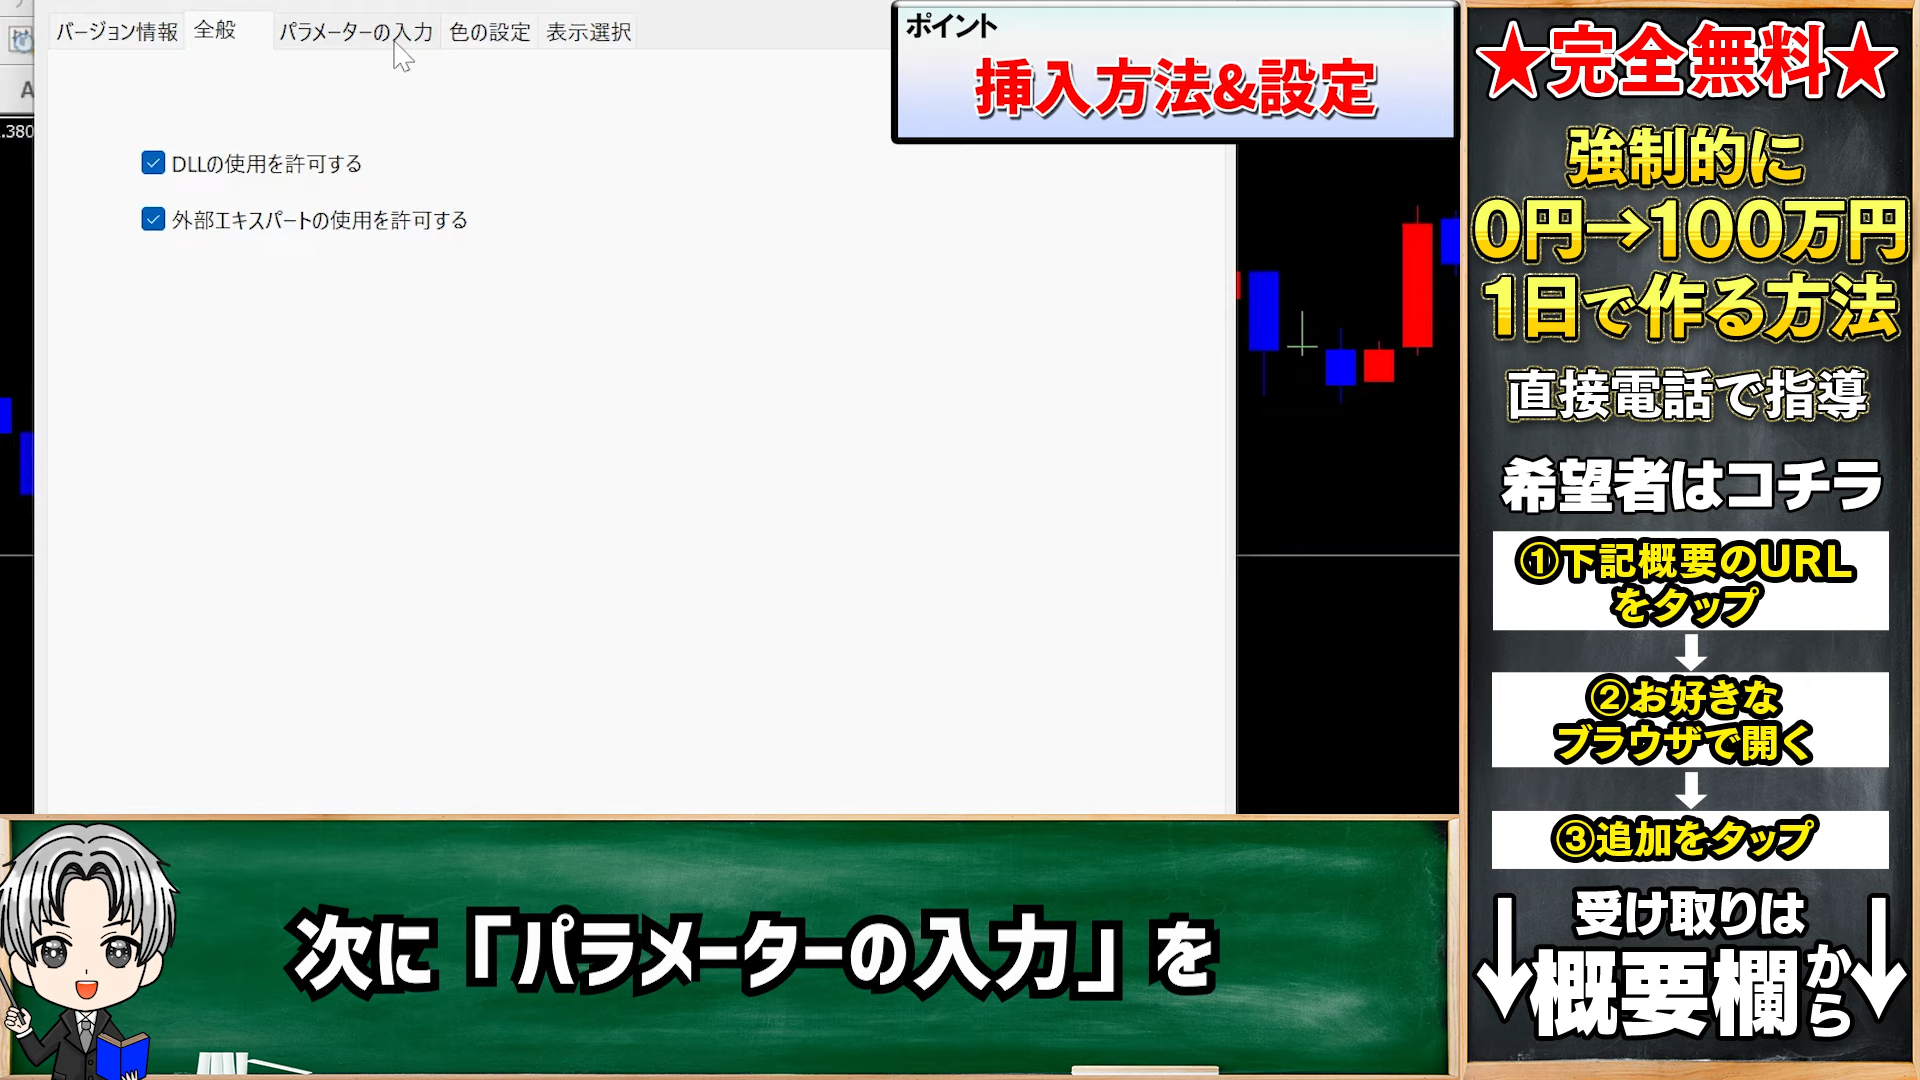 バージョン情報
全般
パラメーターの入力
色の設定
表示選択
A
.380
DLLの使用を許可する
外部エキスパートの使用を許可する
ポイント
挿入方法&設定
次に「パラメーターの入力」を
★完全無料★
強制的に
0円→100万円
1日で作る方法
直接電話で指導
希望者はコチラ
①下記概要のURL
をタップ
②お好きな
ブラウザで開く
③追加をタップ
受け取りは
概要欄から